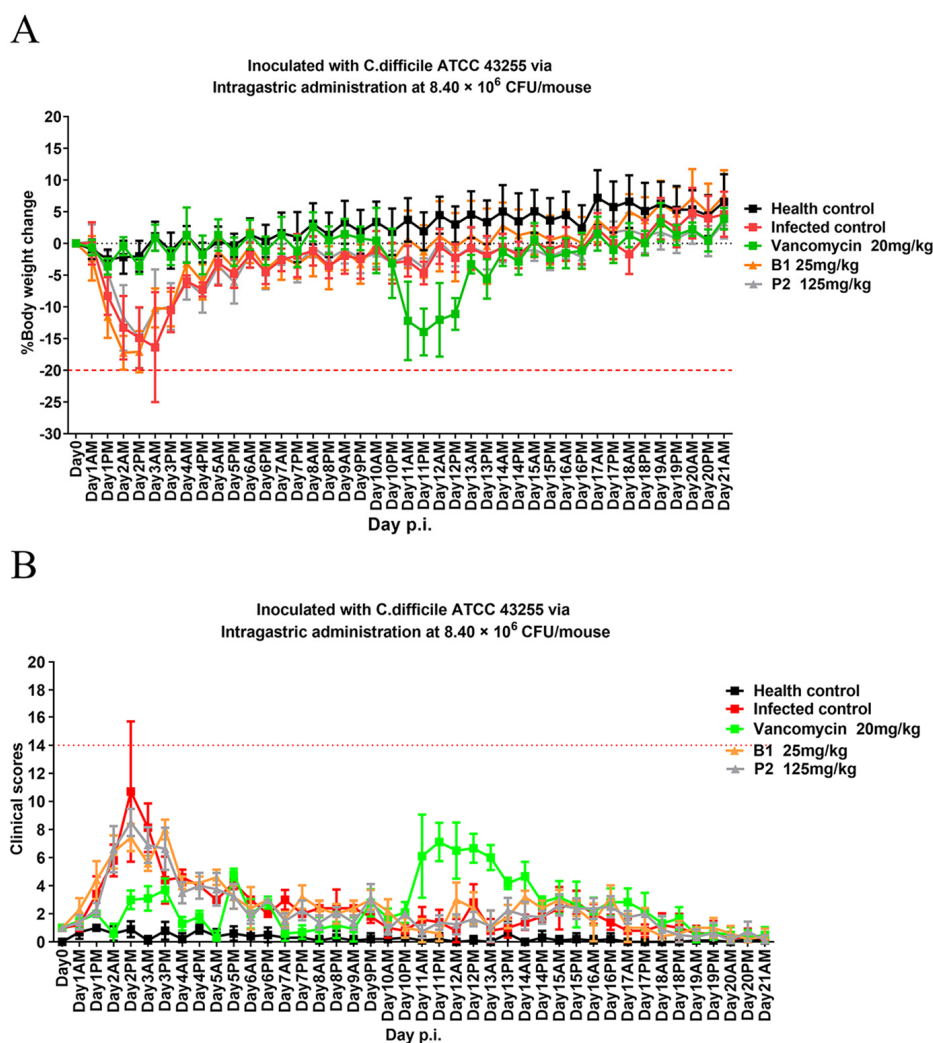 A
Inoculated with C.difficile ATCC 43255 via
Intragastric administration at 8.40 × 10⁶ CFU/mouse
%Body weight change
20
15
10
5
0
-5
-10
-15
-20
-25
-30
Health control
Infected control
Vancomycin 20mg/kg
B1 25mg/kg
P2 125mg/kg
Day0
Day1AM
Day1PM
Day2AM
Day2PM
Day3AM
Day3PM
Day4AM
Day4PM
Day5AM
Day5PM
Day6AM
Day6PM
Day7AM
Day7PM
Day8AM
Day8PM
Day9AM
Day9PM
Day10AM
Day10PM
Day11AM
Day11PM
Day12AM
Day12PM
Day13AM
Day13PM
Day14AM
Day14PM
Day15AM
Day15PM
Day16AM
Day16PM
Day17AM
Day17PM
Day18AM
Day18PM
Day19AM
Day19PM
Day20AM
Day20PM
Day21AM
Day p.i.
B
Inoculated with C.difficile ATCC 43255 via
Intragastric administration at 8.40 × 10⁶ CFU/mouse
Clinical scores
20
18
16
14
12
10
8
6
4
2
0
Health control
Infected control
Vancomycin 20mg/kg
B1 25mg/kg
P2 125mg/kg
Day0
Day1AM
Day1PM
Day2AM
Day2PM
Day3AM
Day3PM
Day4AM
Day4PM
Day5AM
Day5PM
Day6AM
Day6PM
Day7AM
Day7PM
Day8AM
Day8PM
Day9AM
Day9PM
Day10AM
Day10PM
Day11AM
Day11PM
Day12AM
Day12PM
Day13AM
Day13PM
Day14AM
Day14PM
Day15AM
Day15PM
Day16AM
Day16PM
Day17AM
Day17PM
Day18AM
Day18PM
Day19AM
Day19PM
Day20AM
Day20PM
Day21AM
Day p.i.